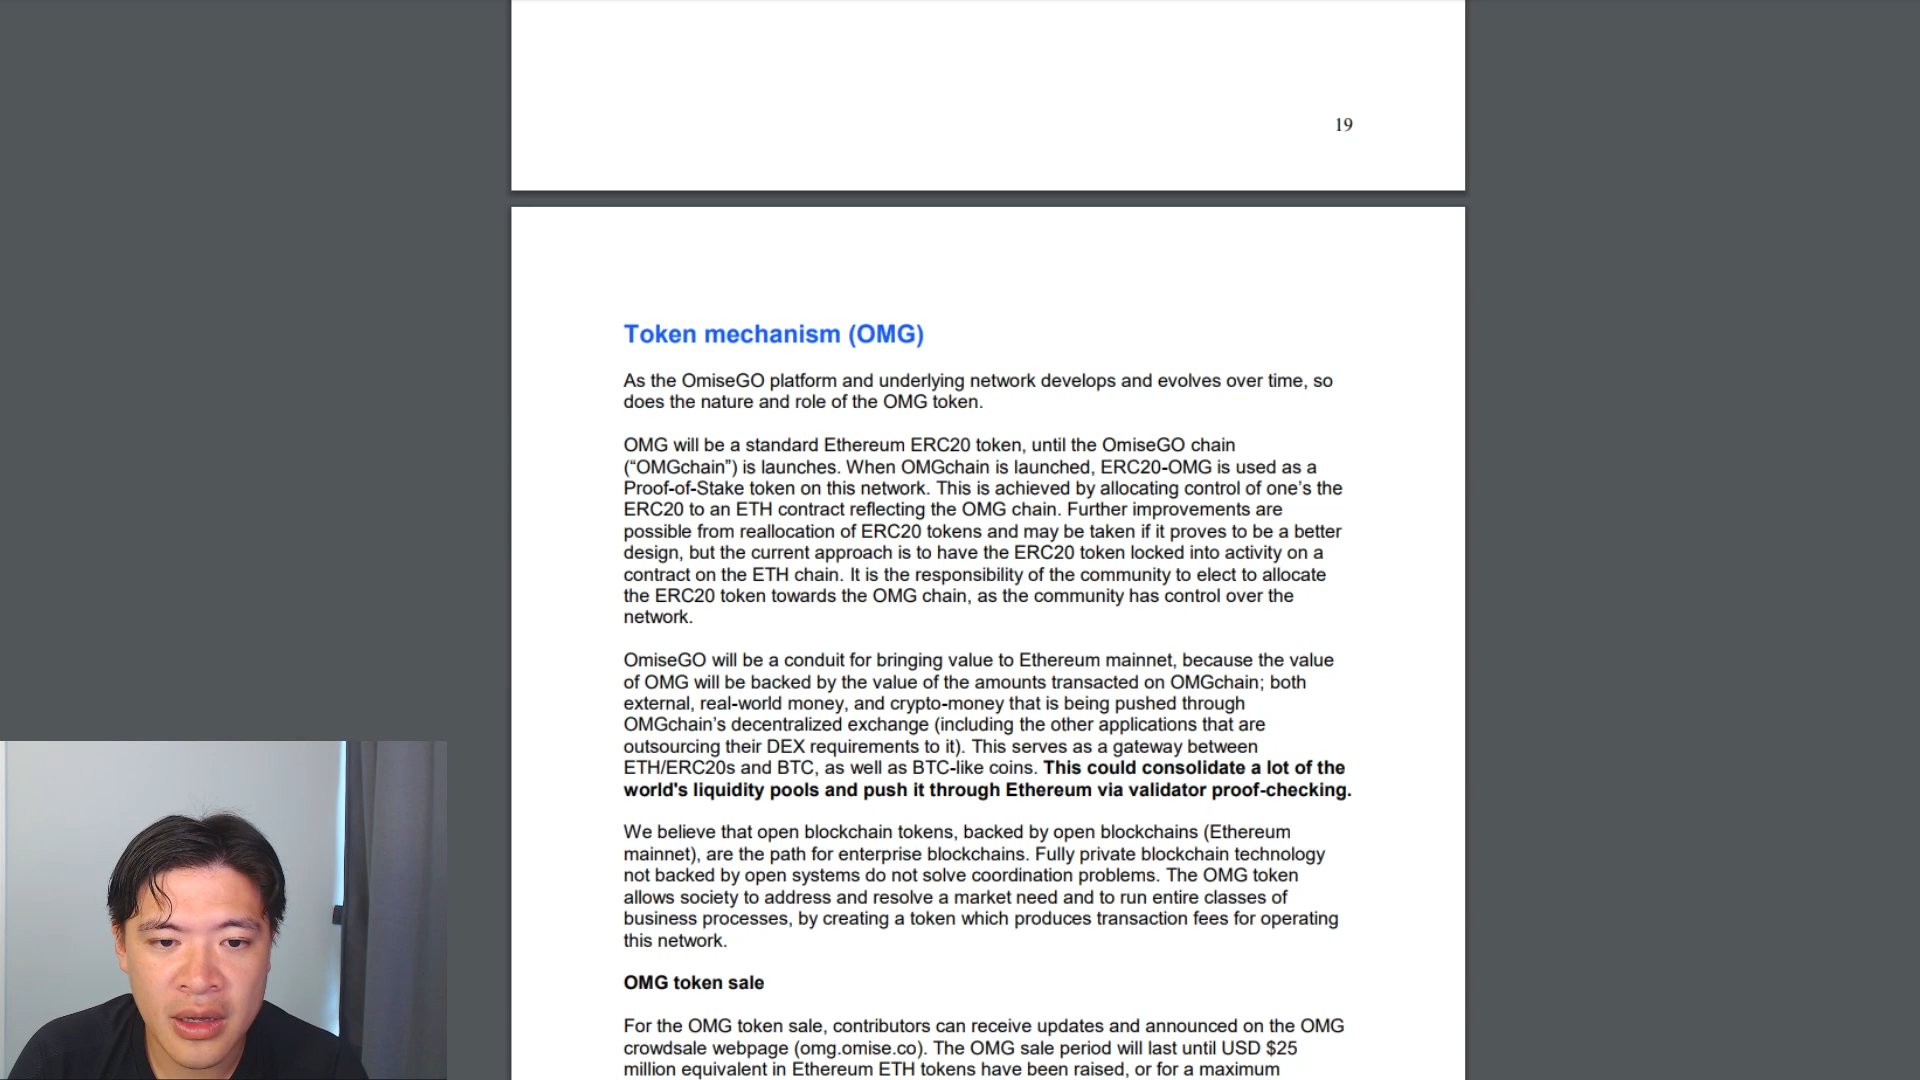 19
Token mechanism (OMG)
As the OmiseGO platform and underlying network develops and evolves over time, so
does the nature and role of the OMG token.
OMG will be a standard Ethereum ERC20 token, until the OmiseGO chain
(“OMGchain”) is launches. When OMGchain is launched, ERC20-OMG is used as a
Proof-of-Stake token on this network. This is achieved by allocating control of one’s the
ERC20 to an ETH contract reflecting the OMG chain. Further improvements are
possible from reallocation of ERC20 tokens and may be taken if it proves to be a better
design, but the current approach is to have the ERC20 token locked into activity on a
contract on the ETH chain. It is the responsibility of the community to elect to allocate
the ERC20 token towards the OMG chain, as the community has control over the
network.
OmiseGO will be a conduit for bringing value to Ethereum mainnet, because the value
of OMG will be backed by the value of the amounts transacted on OMGchain; both
external, real-world money, and crypto-money that is being pushed through
OMGchain’s decentralized exchange (including the other applications that are
outsourcing their DEX requirements to it). This serves as a gateway between
ETH/ERC20s and BTC, as well as BTC-like coins. This could consolidate a lot of the
world's liquidity pools and push it through Ethereum via validator proof-checking.
We believe that open blockchain tokens, backed by open blockchains (Ethereum
mainnet), are the path for enterprise blockchains. Fully private blockchain technology
not backed by open systems do not solve coordination problems. The OMG token
allows society to address and resolve a market need and to run entire classes of
business processes, by creating a token which produces transaction fees for operating
this network.
OMG token sale
For the OMG token sale, contributors can receive updates and announced on the OMG
crowdsale webpage (omg.omise.co). The OMG sale period will last until USD $25
million equivalent in Ethereum ETH tokens have been raised, or for a maximum